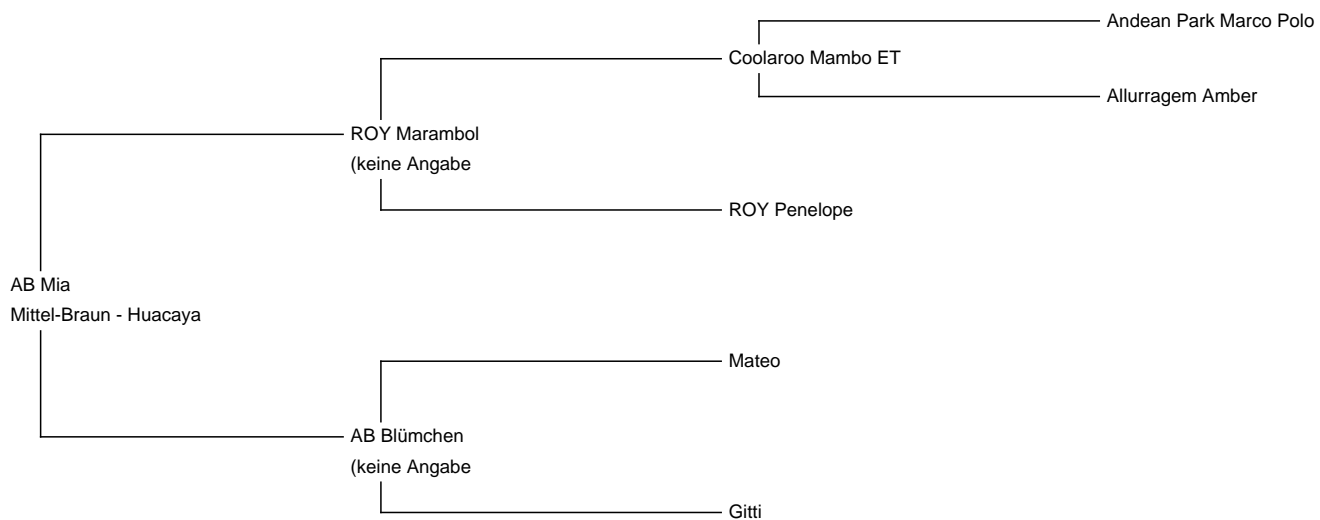 Andean Park Marco Polo
Coolaroo Mambo ET
Allurragem Amber
ROY Marambol
(keine Angabe
ROY Penelope
AB Mia
Mittel-Braun - Huacaya
Mateo
AB Blümchen
(keine Angabe
Gitti